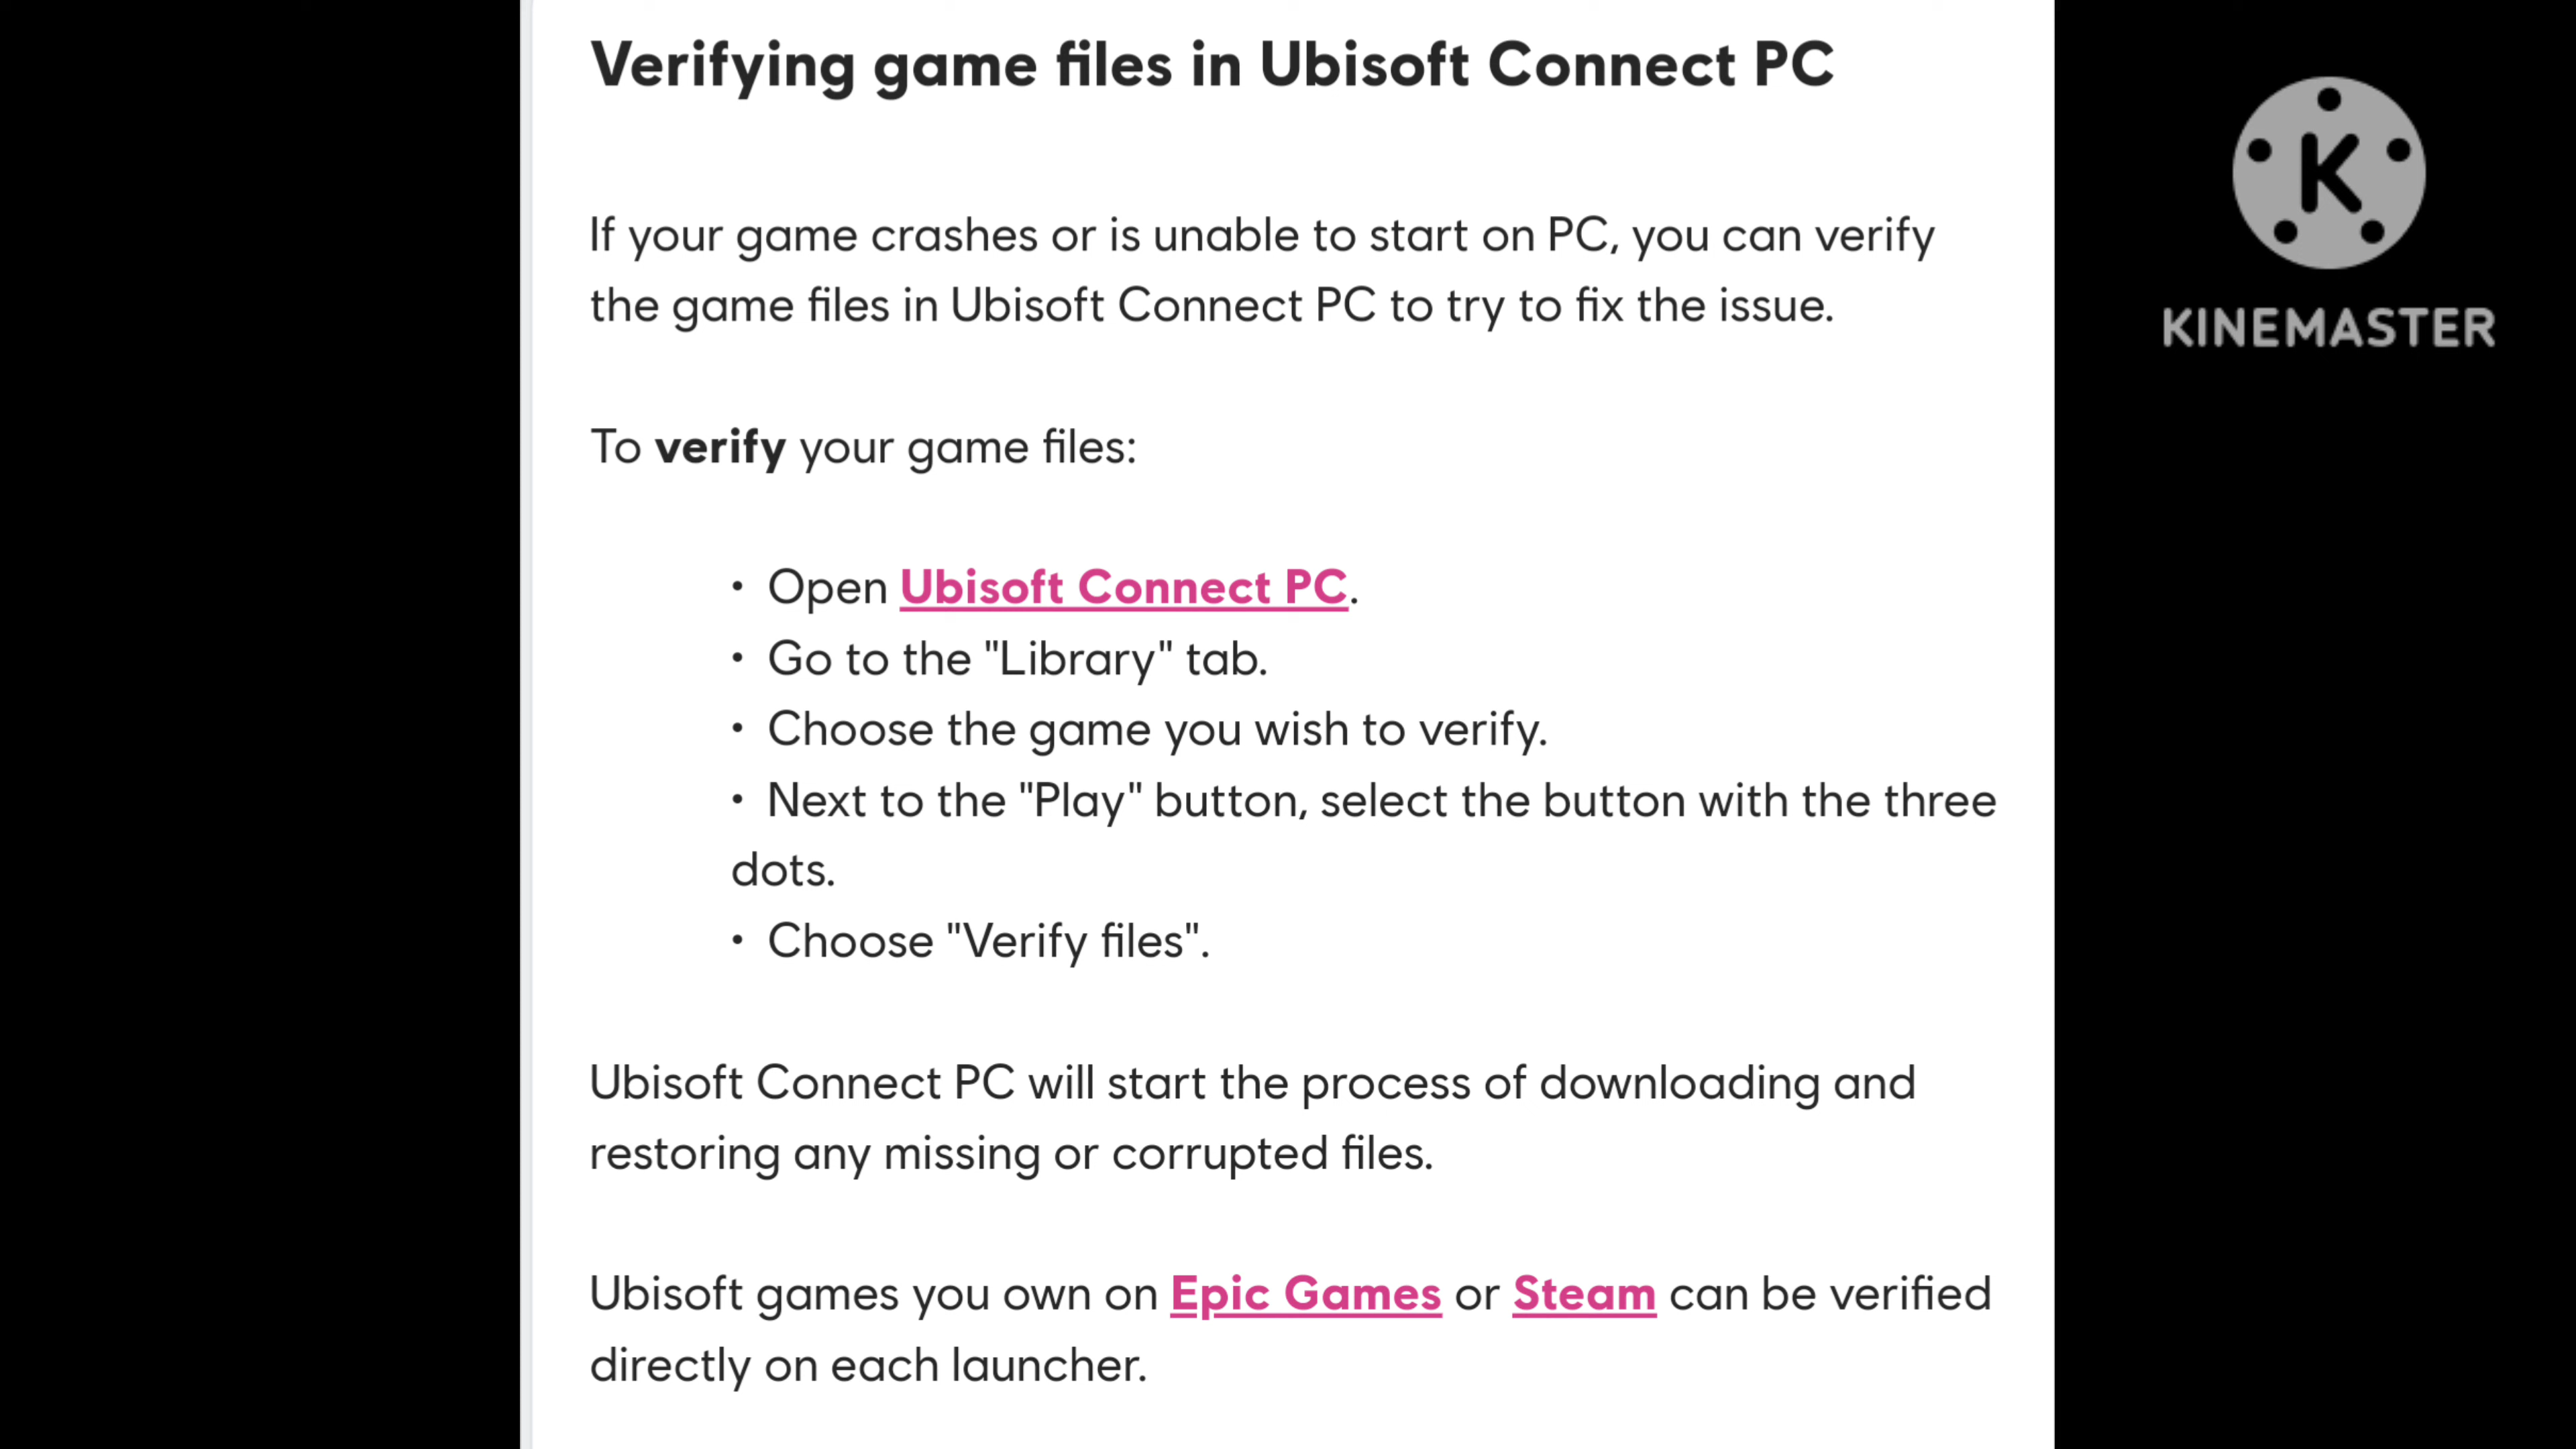 Verifying game files in Ubisoft Connect PC
If your game crashes or is unable to start on PC, you can verify
the game files in Ubisoft Connect PC to try to fix the issue.
To verify your game files:
• Open Ubisoft Connect PC.
• Go to the "Library" tab.
• Choose the game you wish to verify.
• Next to the "Play" button, select the button with the three
dots.
• Choose "Verify files".
Ubisoft Connect PC will start the process of downloading and
restoring any missing or corrupted files.
Ubisoft games you own on Epic Games or Steam can be verified
directly on each launcher.
K
KINEMASTER